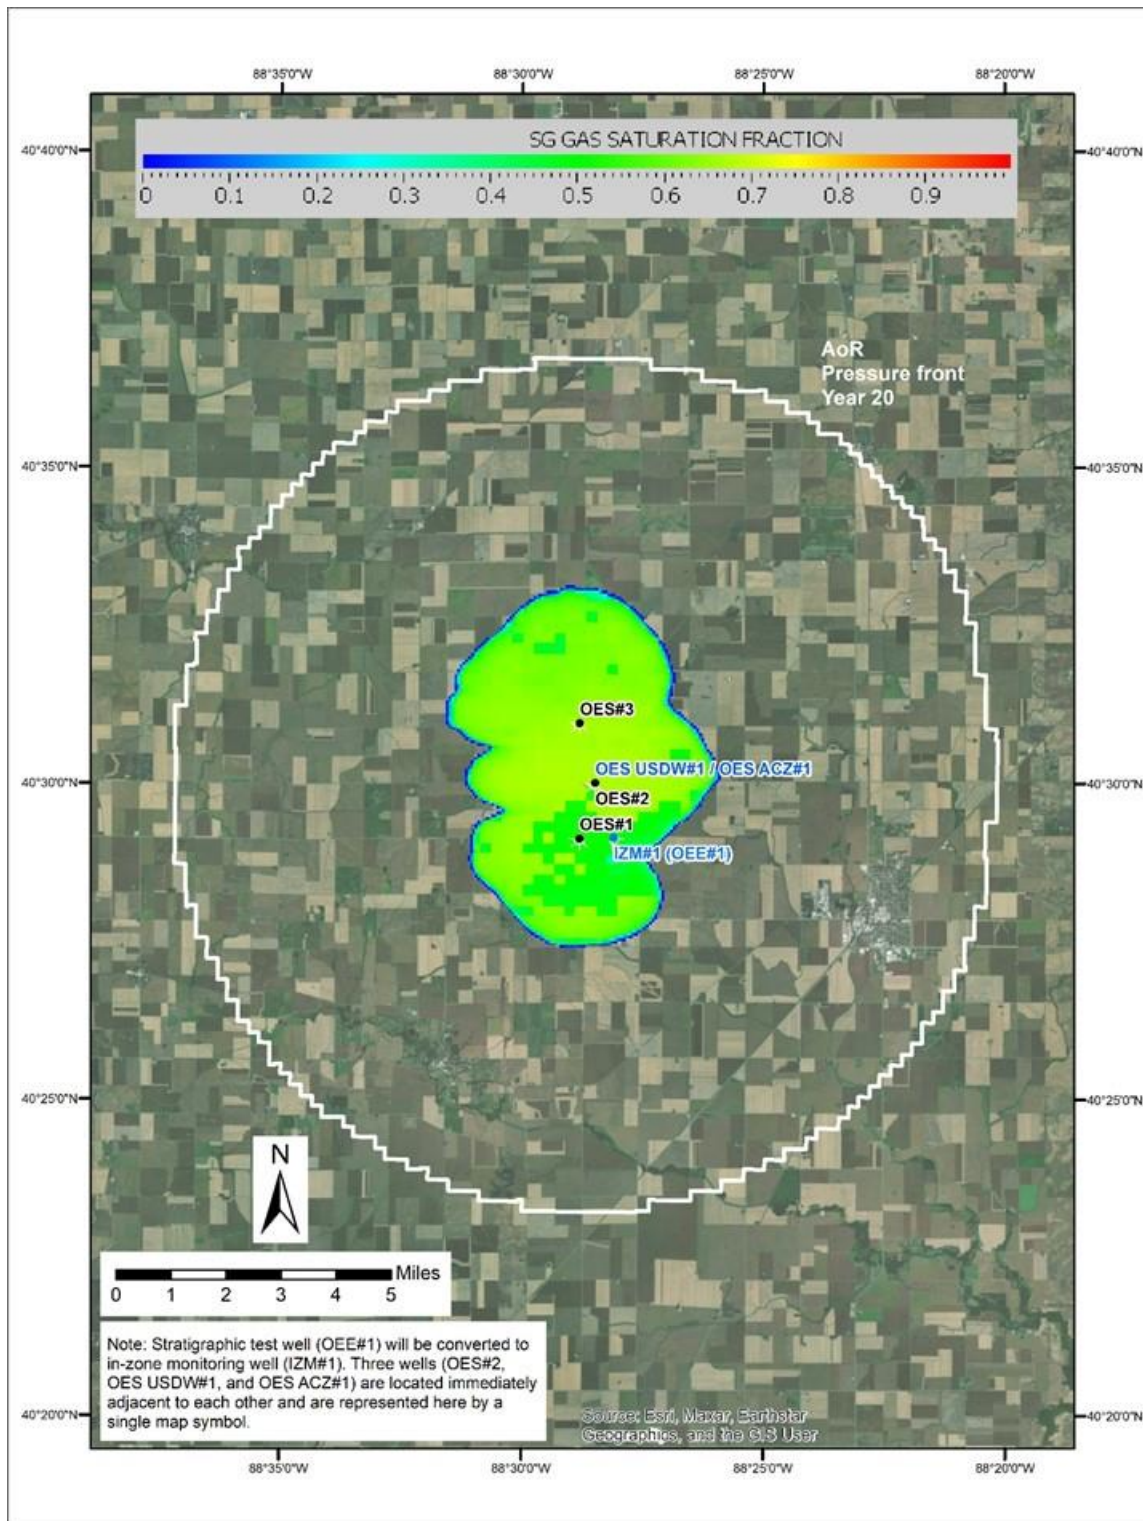 88°35'0"W 88°30'0"W 88°25'0"W 88°20'0"W
40°40'0"N 40°40'0"N
SG GAS SATURATION FRACTION
0 0.1 0.2 0.3 0.4 0.5 0.6 0.7 0.8 0.9
AoR
Pressure front
Year 20
40°35'0"N 40°35'0"N
OES#3
OES USDW#1 / OES ACZ#1
40°30'0"N 40°30'0"N
OES#2
OES#1
IZM#1 (OEE#1)
40°25'0"N 40°25'0"N
N
Miles
0 1 2 3 4 5
Note: Stratigraphic test well (OEE#1) will be converted to
in-zone monitoring well (IZM#1). Three wells (OES#2,
OES USDW#1, and OES ACZ#1) are located immediately
adjacent to each other and are represented here by a
single map symbol.
40°20'0"N 40°20'0"N
Source: Esri, Maxar, Earthstar
Geographics, and the GIS User
88°35'0"W 88°30'0"W 88°25'0"W 88°20'0"W